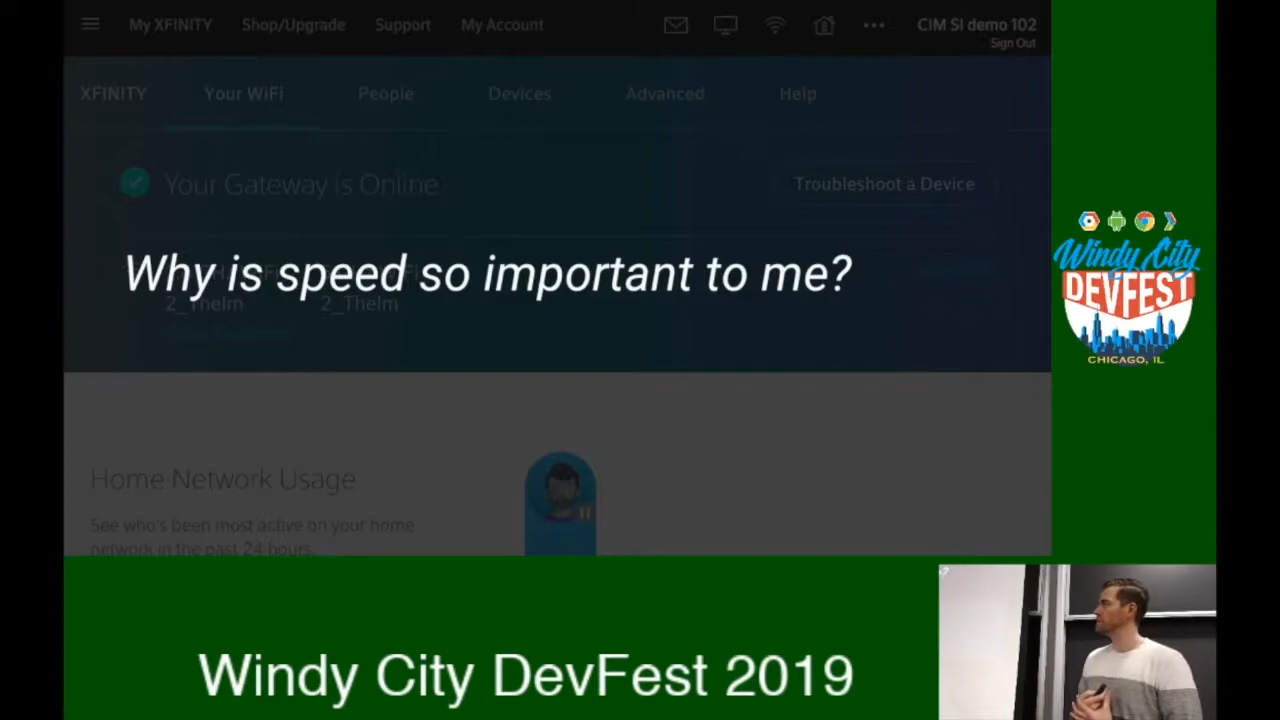 My XFINITY Shop/Upgrade Support My Account CIM SI demo 102
Sign Out
XFINITY Your WiFi People Devices Advanced Help
Your Gateway is Online Troubleshoot a Device
Why is speed so important to me?
2_Thelm 2_Thelm
Home Network Usage
See who's been most active on your home
network in the past 24 hours.
Windy City
DEVFEST
CHICAGO, IL
Windy City DevFest 2019